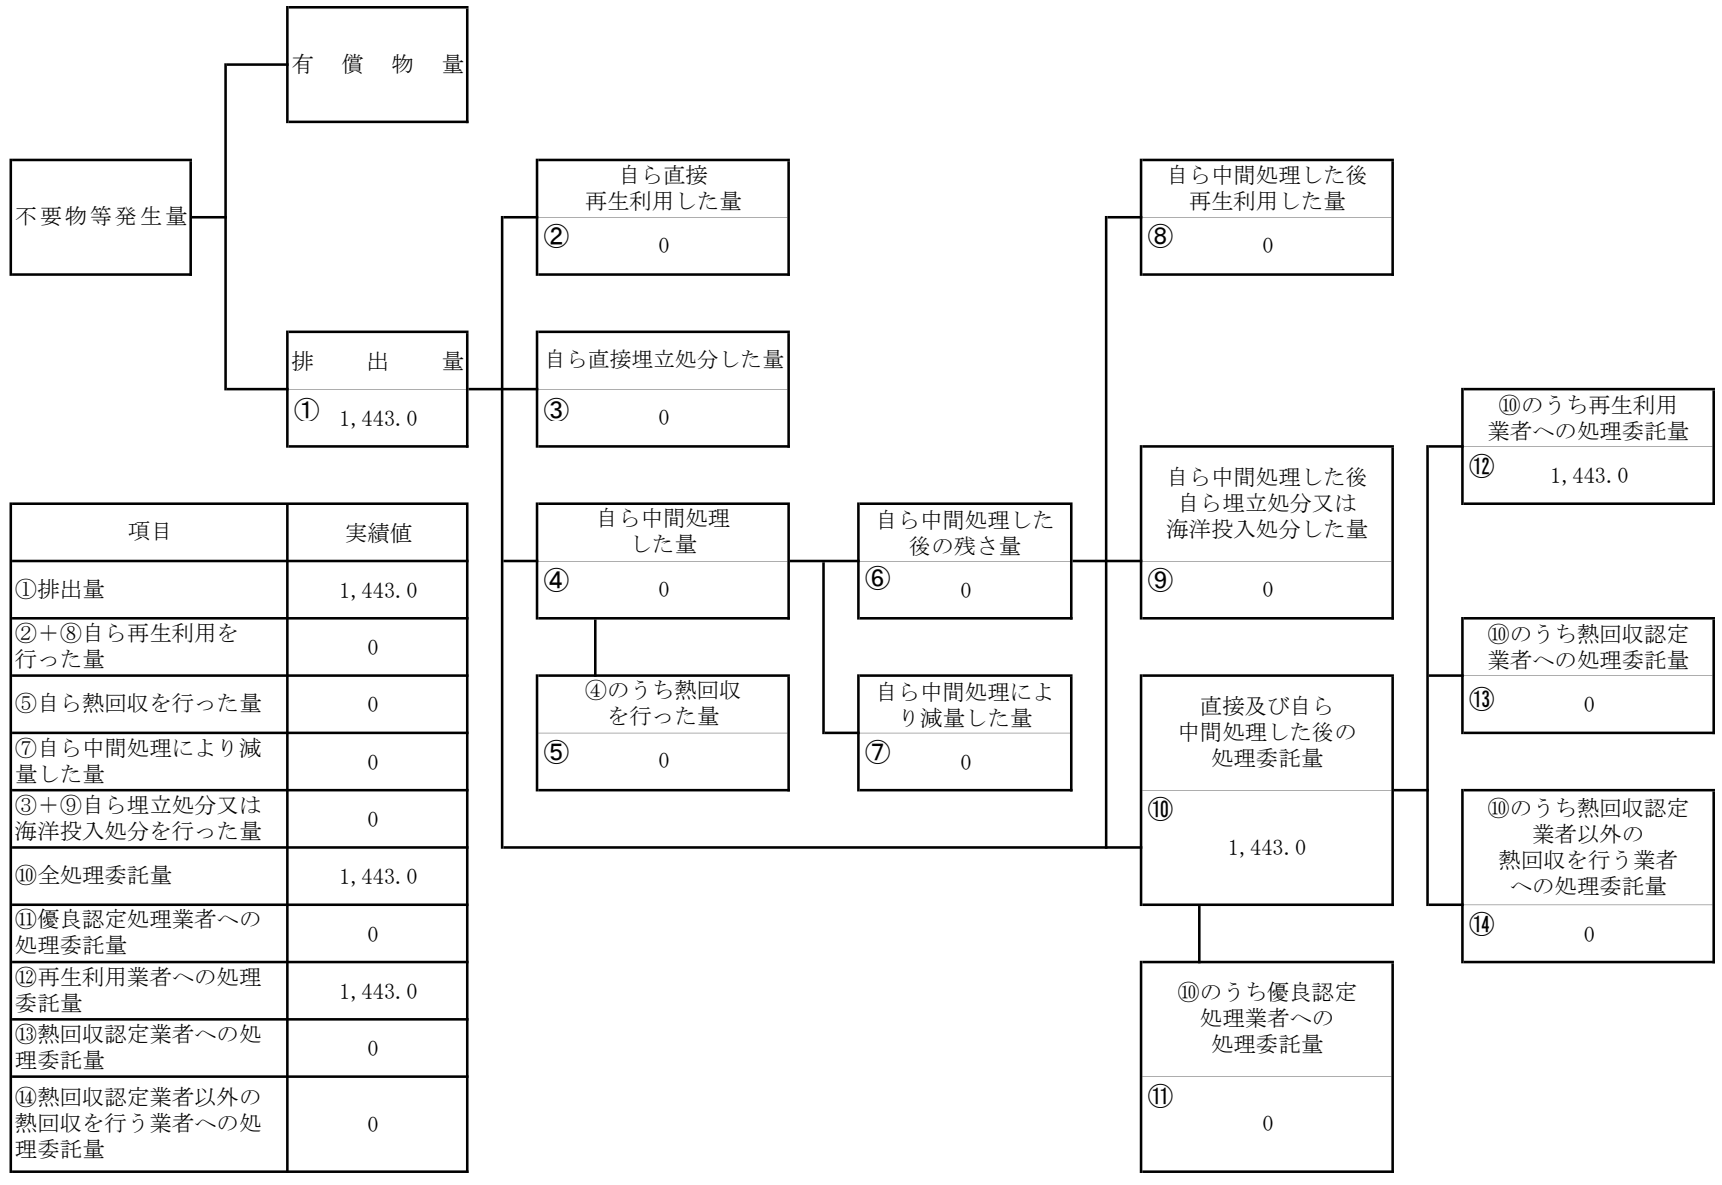 有償物量
不要物等発生量
排出量
① 1,443.0
自ら直接
再生利用した量
② 0
自ら直接埋立処分した量
③ 0
自ら中間処理
した量
④ 0
④のうち熱回収
を行った量
⑤ 0
自ら中間処理した
後の残さ量
⑥ 0
自ら中間処理によ
り減量した量
⑦ 0
自ら中間処理した後
再生利用した量
⑧ 0
自ら中間処理した後
自ら埋立処分又は
海洋投入処分した量
⑨ 0
直接及び自ら
中間処理した後の
処理委託量
⑩ 1,443.0
⑩のうち優良認定
処理業者への
処理委託量
⑪ 0
⑩のうち再生利用
業者への処理委託量
⑫ 1,443.0
⑩のうち熱回収認定
業者への処理委託量
⑬ 0
⑩のうち熱回収認定
業者以外の
熱回収を行う業者
への処理委託量
⑭ 0
項目 実績値
①排出量 1,443.0
②＋⑧自ら再生利用を
行った量 0
⑤自ら熱回収を行った量 0
⑦自ら中間処理により減
量した量 0
③＋⑨自ら埋立処分又は
海洋投入処分を行った量 0
⑩全処理委託量 1,443.0
⑪優良認定処理業者への
処理委託量 0
⑫再生利用業者への処理
委託量 1,443.0
⑬熱回収認定業者への処
理委託量 0
⑭熱回収認定業者以外の
熱回収を行う業者への処
理委託量 0